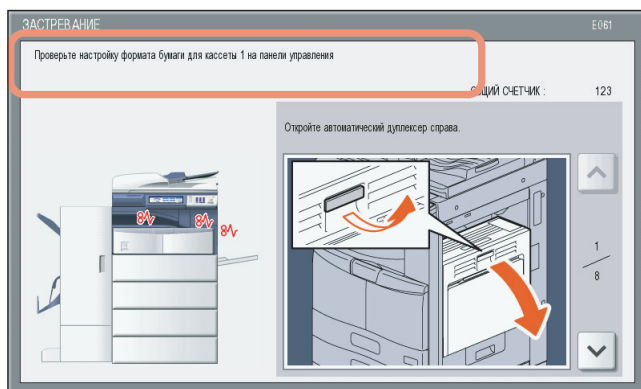 ЗАСТРЕВАНИЕ E061
Проверьте настройку формата бумаги для кассеты 1 на панели управления
ОБЩИЙ СЧЕТЧИК : 123
Откройте автоматический дуплексер справа.
1
8